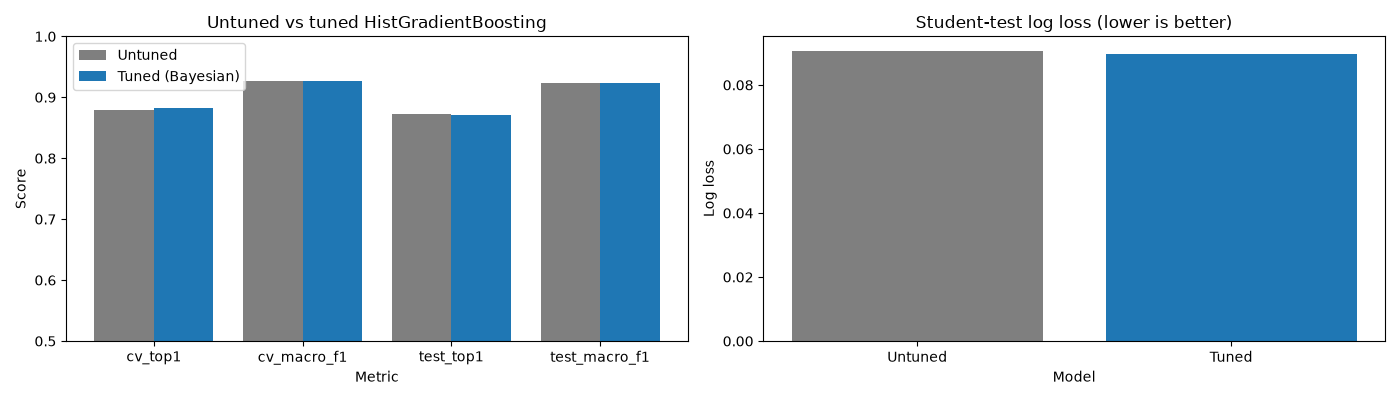 Untuned vs tuned HistGradientBoosting
Untuned
Tuned (Bayesian)
Score
1.0
0.9
0.8
0.7
0.6
0.5
cv_top1
cv_macro_f1
test_top1
test_macro_f1
Metric
Student-test log loss (lower is better)
Log loss
0.08
0.06
0.04
0.02
0.00
Untuned
Tuned
Model